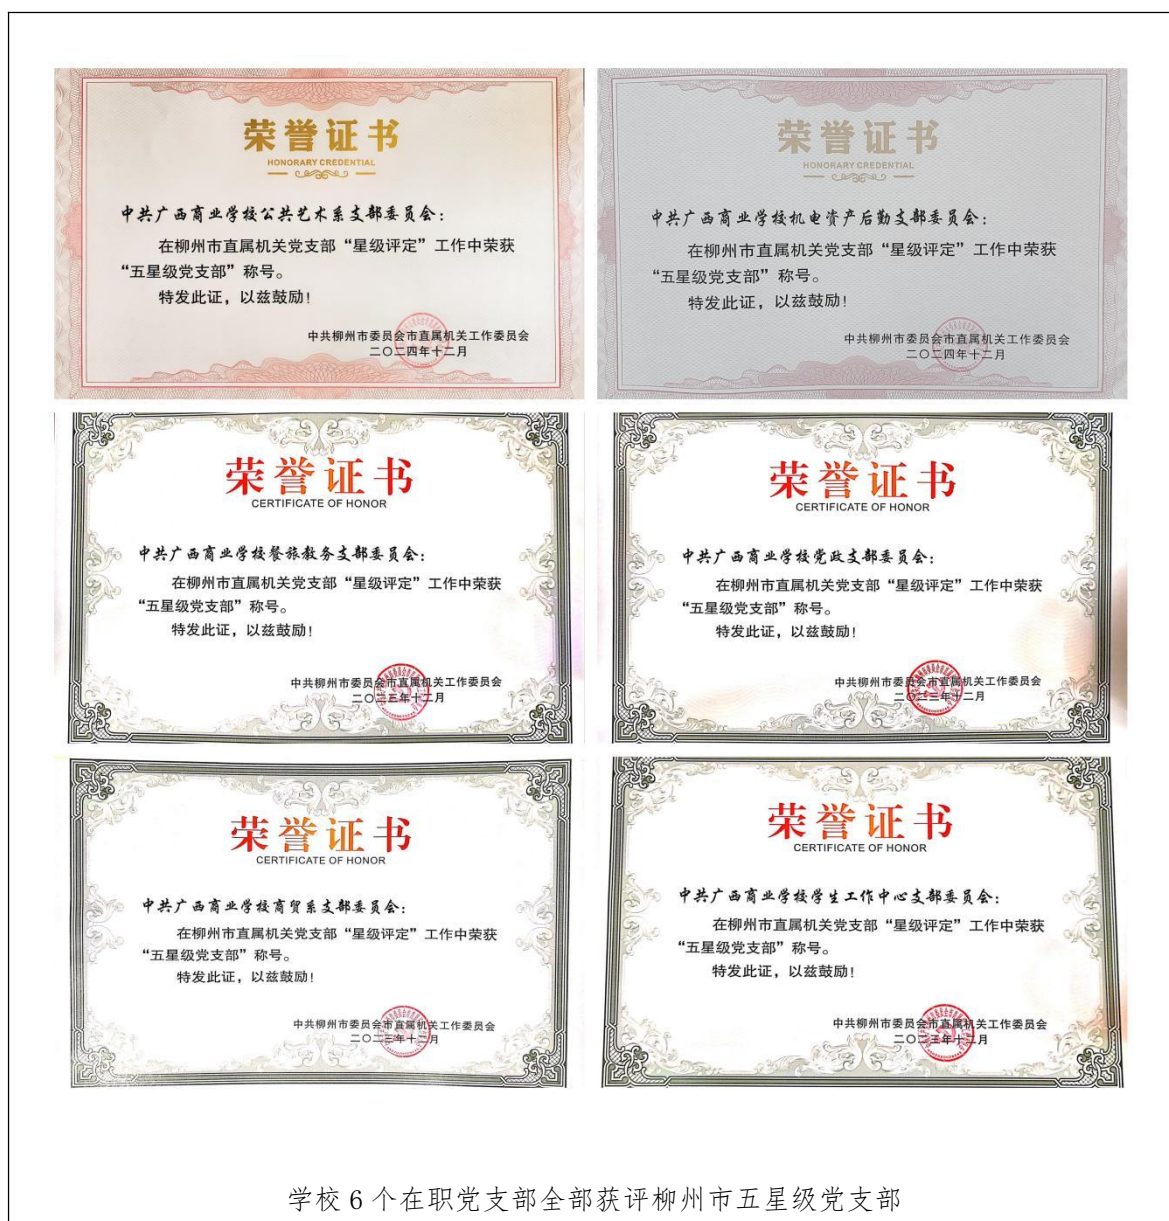 荣誉证书
HONORARY CREDENTIAL
中共广西商业学校公共艺术系支部委员会：
在柳州市直属机关党支部“星级评定”工作中荣获
“五星级党支部”称号。
特发此证，以兹鼓励！
中共柳州市委员会市直属机关工作委员会
二〇二四年十二月
荣誉证书
HONORARY CREDENTIAL
中共广西商业学校机电资产后勤支部委员会：
在柳州市直属机关党支部“星级评定”工作中荣获
“五星级党支部”称号。
特发此证，以兹鼓励！
中共柳州市委员会市直属机关工作委员会
二〇二四年十二月
荣誉证书
CERTIFICATE OF HONOR
中共广西商业学校餐旅教务支部委员会：
在柳州市直属机关党支部“星级评定”工作中荣获
“五星级党支部”称号。
特发此证，以兹鼓励！
中共柳州市委员会市直属机关工作委员会
二〇二三年十二月
荣誉证书
CERTIFICATE OF HONOR
中共广西商业学校党政支部委员会：
在柳州市直属机关党支部“星级评定”工作中荣获
“五星级党支部”称号。
特发此证，以兹鼓励！
中共柳州市委员会市直属机关工作委员会
二〇二三年十二月
荣誉证书
CERTIFICATE OF HONOR
中共广西商业学校商贸系支部委员会：
在柳州市直属机关党支部“星级评定”工作中荣获
“五星级党支部”称号。
特发此证，以兹鼓励！
中共柳州市委员会市直属机关工作委员会
二〇二三年十二月
荣誉证书
CERTIFICATE OF HONOR
中共广西商业学校学生工作中心支部委员会：
在柳州市直属机关党支部“星级评定”工作中荣获
“五星级党支部”称号。
特发此证，以兹鼓励！
中共柳州市委员会市直属机关工作委员会
二〇二三年十二月
学校 6 个在职党支部全部获评柳州市五星级党支部